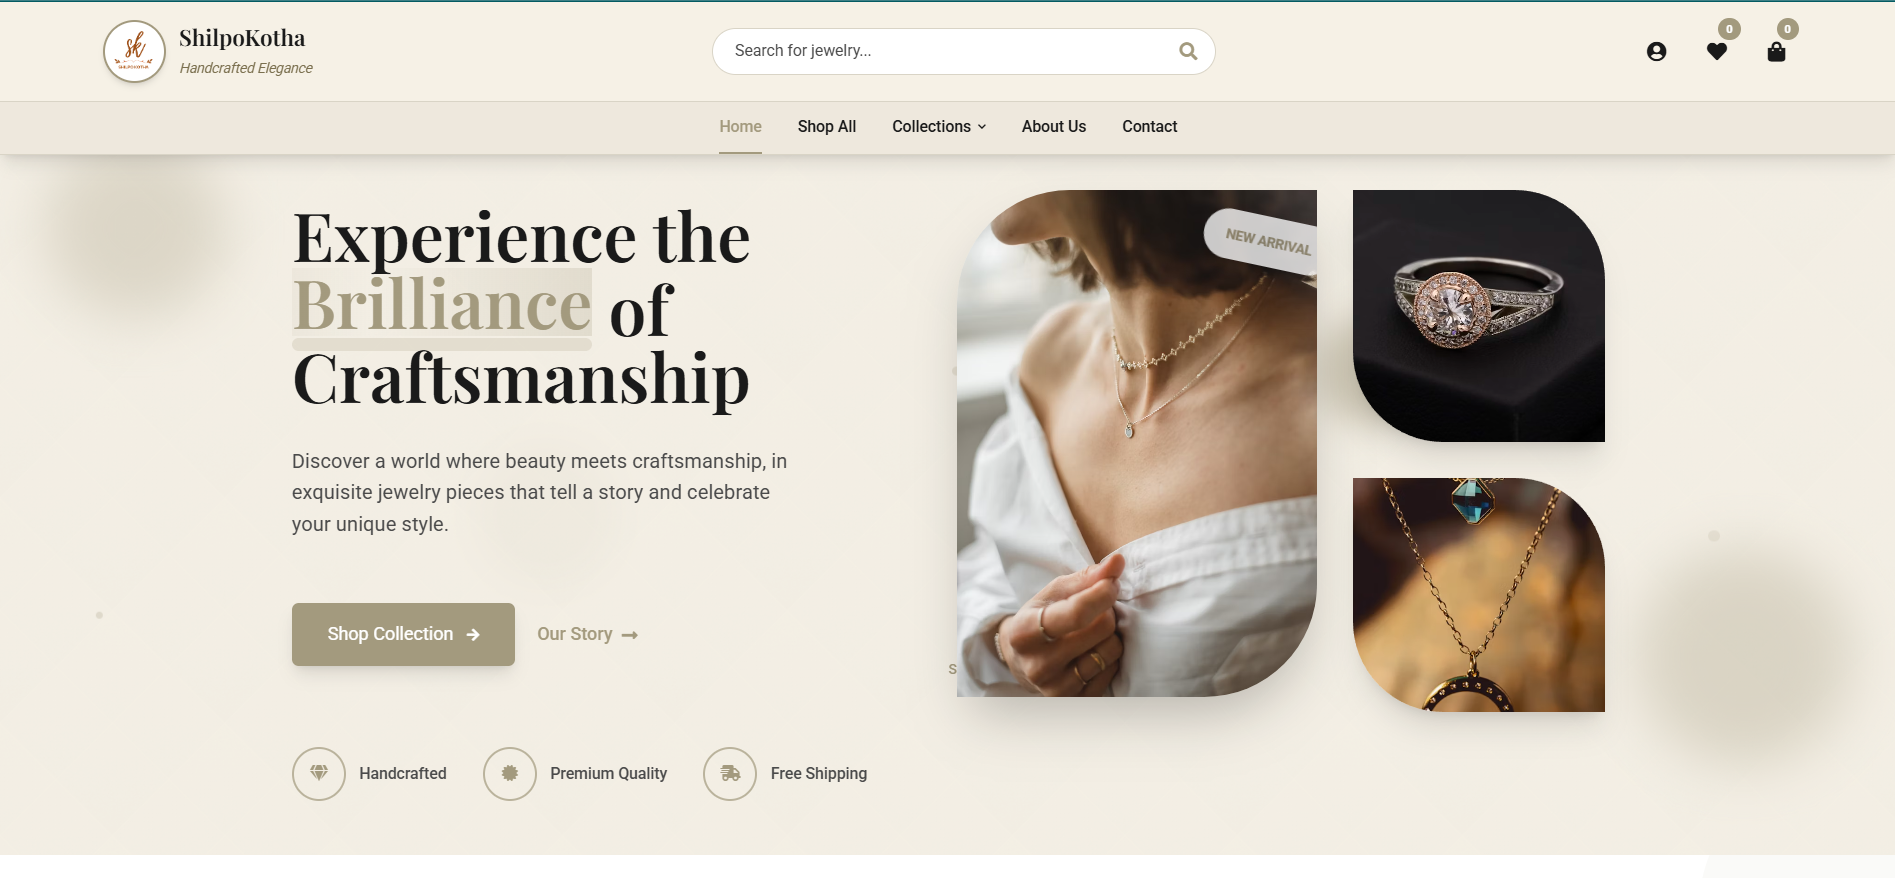 ShilpoKotha
Handcrafted Elegance
sk
SHILPOKOTHA
Search for jewelry...
0
0
Home
Shop All
Collections
About Us
Contact
Experience the
Brilliance of
Craftsmanship
Discover a world where beauty meets craftsmanship, in
exquisite jewelry pieces that tell a story and celebrate
your unique style.
Shop Collection
Our Story
NEW ARRIVAL
S
Handcrafted
Premium Quality
Free Shipping